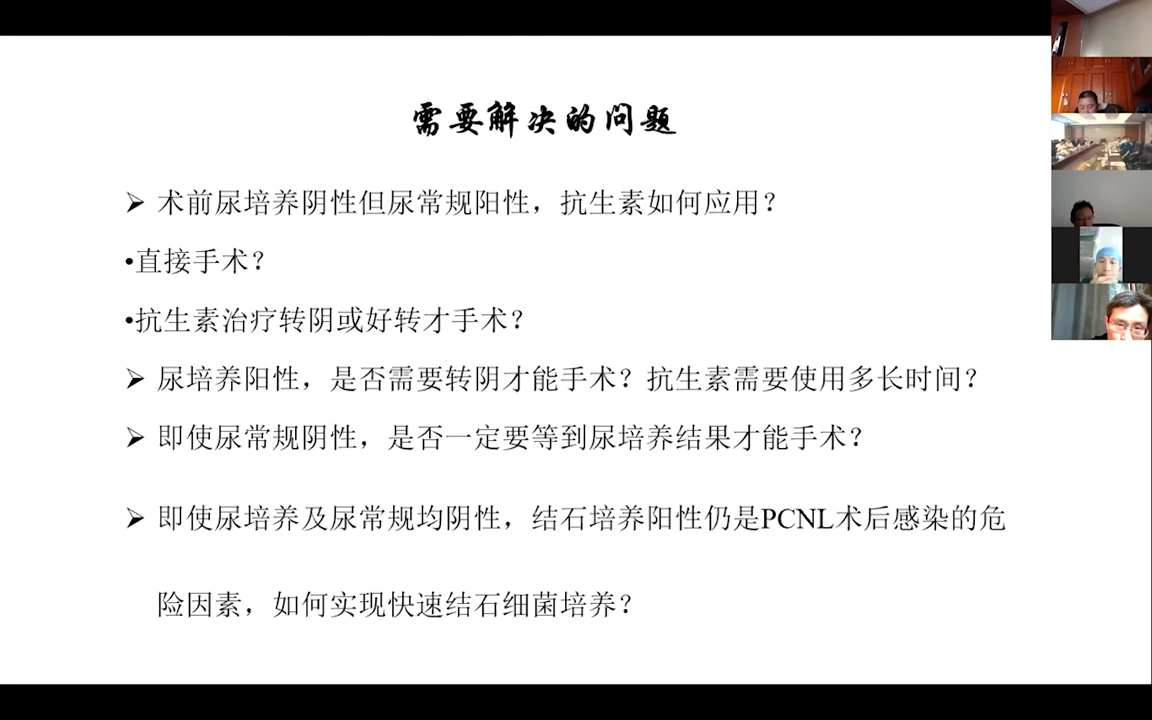 需要解决的问题
➢ 术前尿培养阴性但尿常规阳性，抗生素如何应用？
•直接手术？
•抗生素治疗转阴或好转才手术？
➢ 尿培养阳性，是否需要转阴才能手术？抗生素需要使用多长时间？
➢ 即使尿常规阴性，是否一定要等到尿培养结果才能手术？
➢ 即使尿培养及尿常规均阴性，结石培养阳性仍是PCNL术后感染的危
险因素，如何实现快速结石细菌培养？